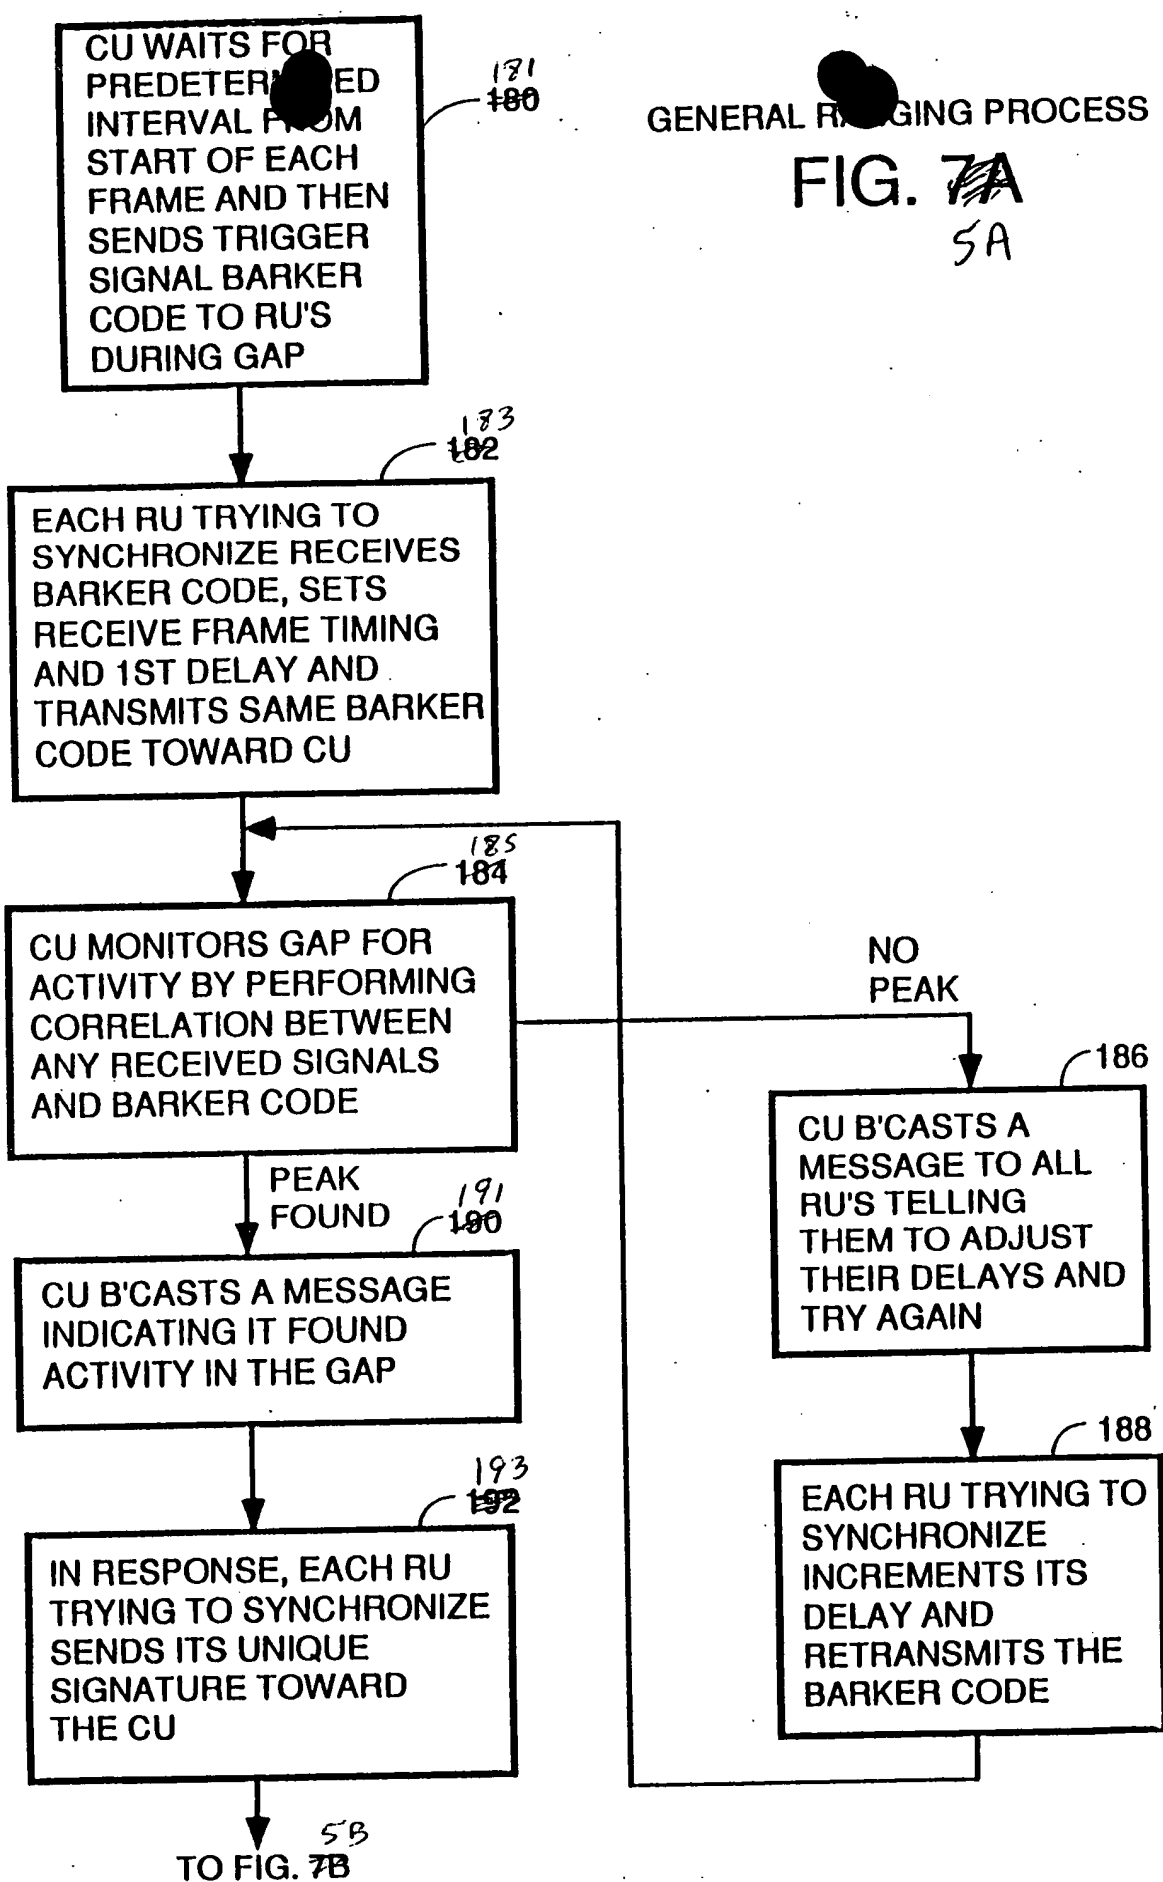 CU WAITS FOR
ED
INTERVAL
START OF EACH
FRAME AND THEN
SENDS TRIGGER
SIGNAL BARKER
CODE TO RU'S
DURING GAP
181
180
GENERAL PROCESS
FIG. 7A
5A
183
182
EACH RU TRYING TO
SYNCHRONIZE RECEIVES
BARKER CODE, SETS
RECEIVE FRAME TIMING
AND 1ST DELAY AND
TRANSMITS SAME BARKER
CODE TOWARD CU
185
184
CU MONITORS GAP FOR
ACTIVITY BY PERFORMING
CORRELATION BETWEEN
ANY RECEIVED SIGNALS
AND BARKER CODE
NO
PEAK
186
CU B'CASTS A
MESSAGE TO ALL
RU'S TELLING
THEM TO ADJUST
THEIR DELAYS AND
TRY AGAIN
PEAK
FOUND
191
190
CU B'CASTS A MESSAGE
INDICATING IT FOUND
ACTIVITY IN THE GAP
188
EACH RU TRYING TO
SYNCHRONIZE
INCREMENTS ITS
DELAY AND
RETRANSMITS THE
BARKER CODE
193
192
IN RESPONSE, EACH RU
TRYING TO SYNCHRONIZE
SENDS ITS UNIQUE
SIGNATURE TOWARD
THE CU
5B
TO FIG. 7B